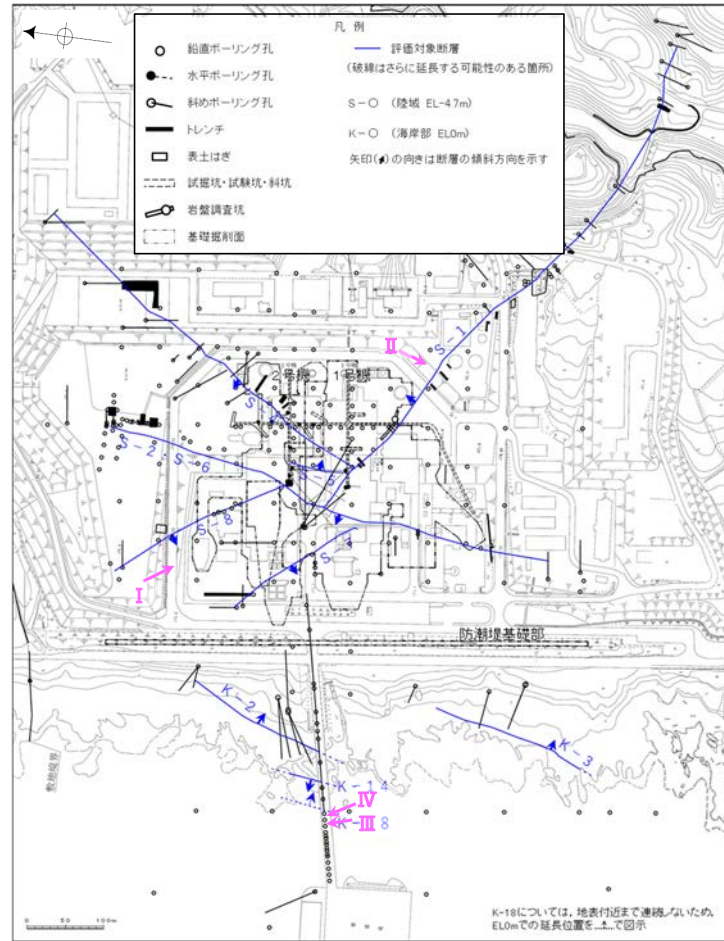 凡例
鉛直ボーリング孔
水平ボーリング孔
斜めボーリング孔
トレンチ
表土はぎ
試掘坑・試験坑・斜坑
岩盤調査坑
基礎掘削面
評価対象断層
(破線はさらに延長する可能性のある箇所)
S-○ (陸域 EL-4.7m)
K-○ (海岸部 EL0m)
矢印( )の向きは断層の傾斜方向を示す
Ⅱ
S-1
2号機
1号機
S-2・S-6
S-5
S-8
S-4
Ⅰ
防潮堤基礎部
K-2
K-3
敷地境界
K-14
Ⅳ
Ⅲ
0 50 100m
K-18については、地表付近まで連続しないため、
EL0mでの延長位置を で図示